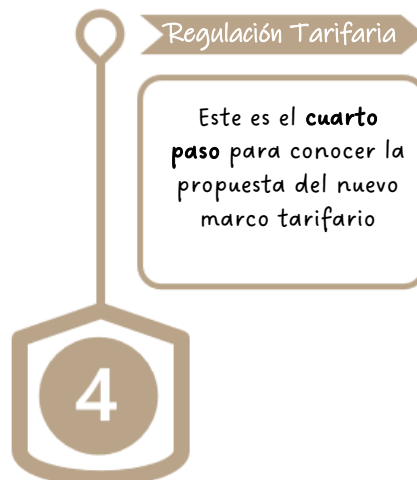 Regulación Tarifaria
Este es el cuarto
paso para conocer la
propuesta del nuevo
marco tarifario
4